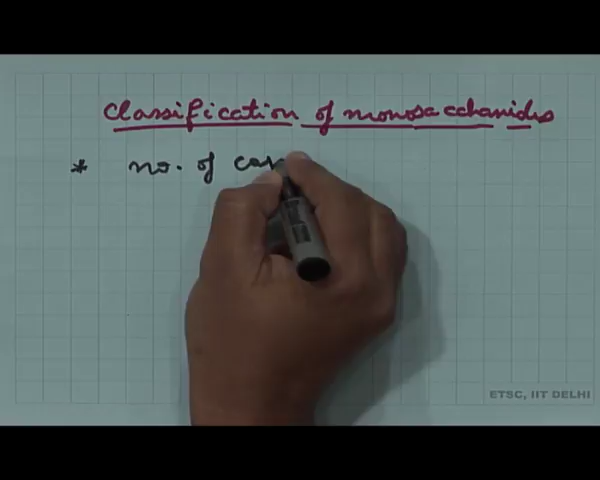 Classification of monosaccharides
* no. of car
ETSC, IIT DELHI